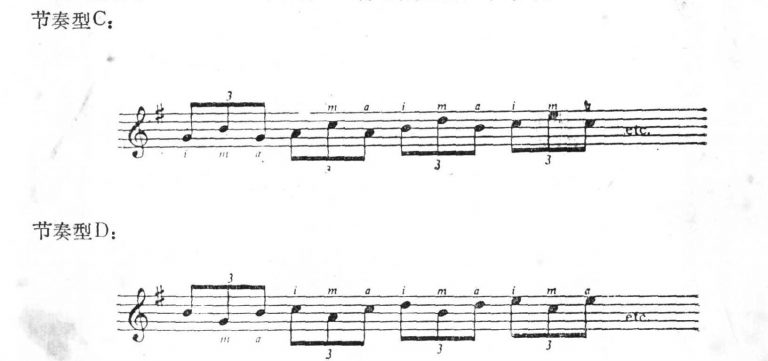 节奏型C：
3
m a i m a i m
i m a
3 3 3
etc.
节奏型D：
3
i m a i m a i m a
m a
3 3 3
etc.